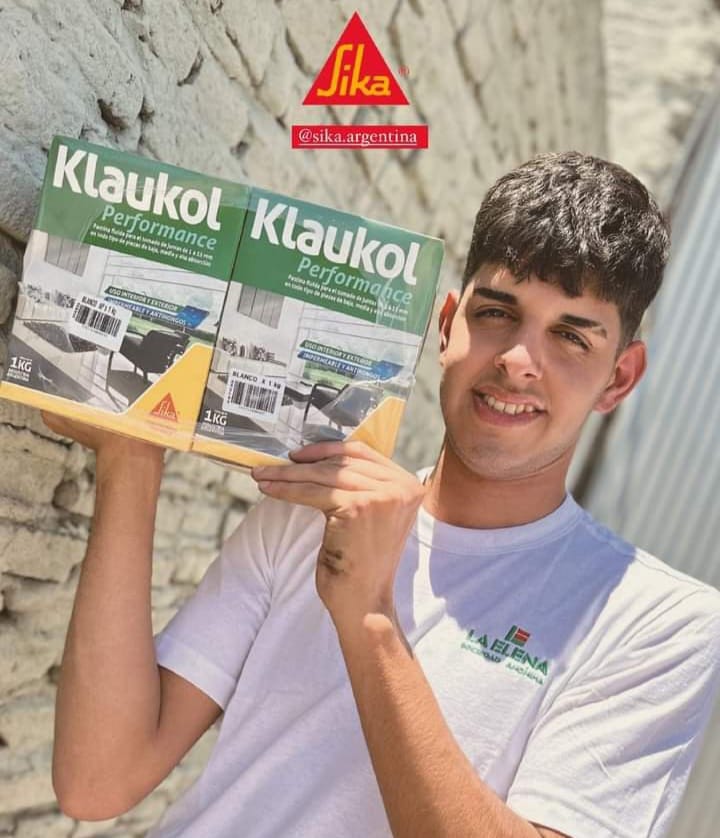 Sika
@sika.argentina
Klaukol
Performance
Pastina fluida para el tomado de juntas de 1 a 15 mm
en todo tipo de piezas de baja, media y alta absorción
USO INTERIOR Y EXTERIOR
IMPERMEABLE Y ANTIHONGOS
1KG
Sika
Klaukol
Performance
Pastina fluida para el tomado de juntas de 1 a 15 mm
en todo tipo de piezas de baja, media y alta absorción
USO INTERIOR Y EXTERIOR
IMPERMEABLE Y ANTIHONGOS
BLANCO X 1 kg
1KG
LA ELENA
SOCIEDAD ANÓNIMA